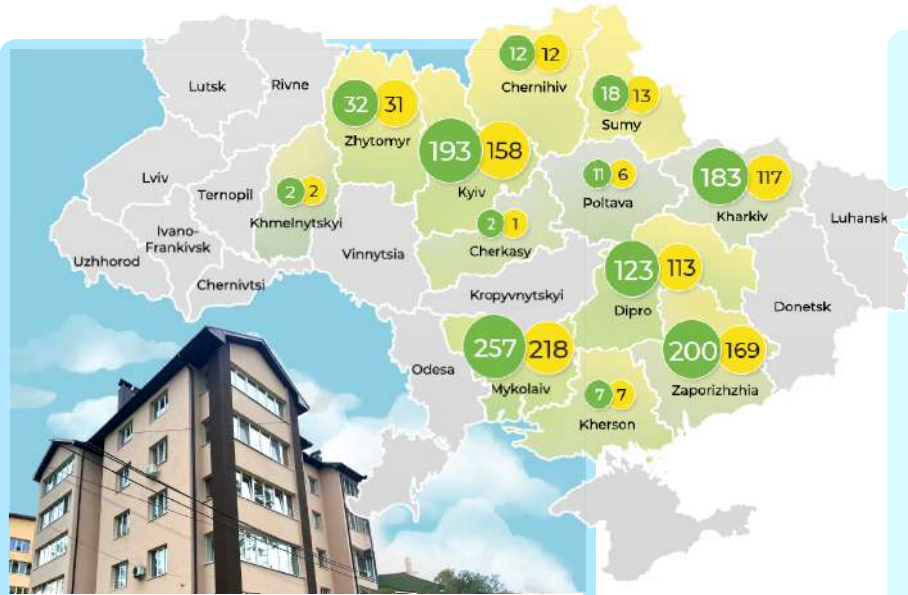 12 12
Chernihiv
Lutsk
Rivne
32 31
Zhytomyr
18 13
Sumy
193 158
Kyiv
Lviv
Ternopil
2 2
Khmelnytskyi
11 6
Poltava
183 117
Kharkiv
Luhansk
Ivano-
Frankivsk
Uzhhorod
Chernivtsi
Vinnytsia
2 1
Cherkasy
Kropyvnytskyi
123 113
Dipro
Donetsk
Odesa
257 218
Mykolaiv
200 169
Zaporizhzhia
7 7
Kherson